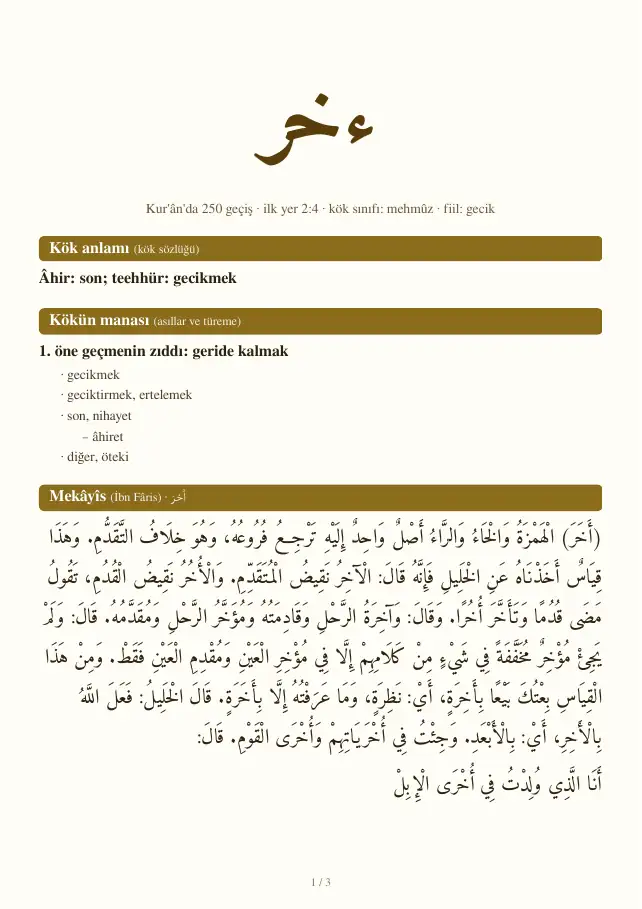 ءخر
Kur'ân'da 250 geçiş · ilk yer 2:4 · kök sınıfı: mehmûz · fiil: gecik
Kök anlamı (kök sözlüğü)
Âhir: son; teehhür: gecikmek
Kökün manası (asıllar ve türeme)
1. öne geçmenin zıddı: geride kalmak
· gecikmek
· geciktirmek, ertelemek
· son, nihayet
– âhiret
· diğer, öteki
Mekâyîs (İbn Fâris) · أخر
(أَخَرَ) الْهَمْزَةُ وَالْخَاءُ وَالرَّاءُ أَصْلٌ وَاحِدٌ إِلَيْهِ تَرْجِعُ فُرُوعُهُ، وَهُوَ خِلَافُ التَّقَدُّمِ. وَهَذَا
قِيَاسٌ أَخَذْنَاهُ عَنِ الْخَلِيلِ فَإِنَّهُ قَالَ: الْآخِرُ نَقِيضُ الْمُتَقَدِّمِ. وَالْأُخُرُ نَقِيضُ الْقُدُمِ، تَقُولُ
مَضَى قُدُمًا وَتَأَخَّرَ أُخُرًا. وَقَالَ: وَآخِرَةُ الرَّحْلِ وَقَادِمَتُهُ وَمُؤَخَّرُ الرَّحْلِ وَمُقَدَّمُهُ. قَالَ: وَلَمْ
يَجِئْ مُؤْخِرٌ مُخَفَّفَةً فِي شَيْءٍ مِنْ كَلَامِهِمْ إِلَّا فِي مُؤْخِرِ الْعَيْنِ وَمُقْدِمِ الْعَيْنِ فَقَطْ. وَمِنْ هَذَا
الْقِيَاسِ بِعْتُكَ بَيْعًا بِأَخِرَةٍ، أَيْ: نَظِرَةٍ، وَمَا عَرَفْتُهُ إِلَّا بِأَخَرَةٍ. قَالَ الْخَلِيلُ: فَعَلَ اللَّهُ
بِالْأَخِرِ، أَيْ: بِالْأَبْعَدِ. وَجِئْتُ فِي أُخْرَيَاتِهِمْ وَأُخْرَى الْقَوْمِ. قَالَ:
أَنَا الَّذِي وُلِدْتُ فِي أُخْرَى الْإِبِلْ
1 / 3